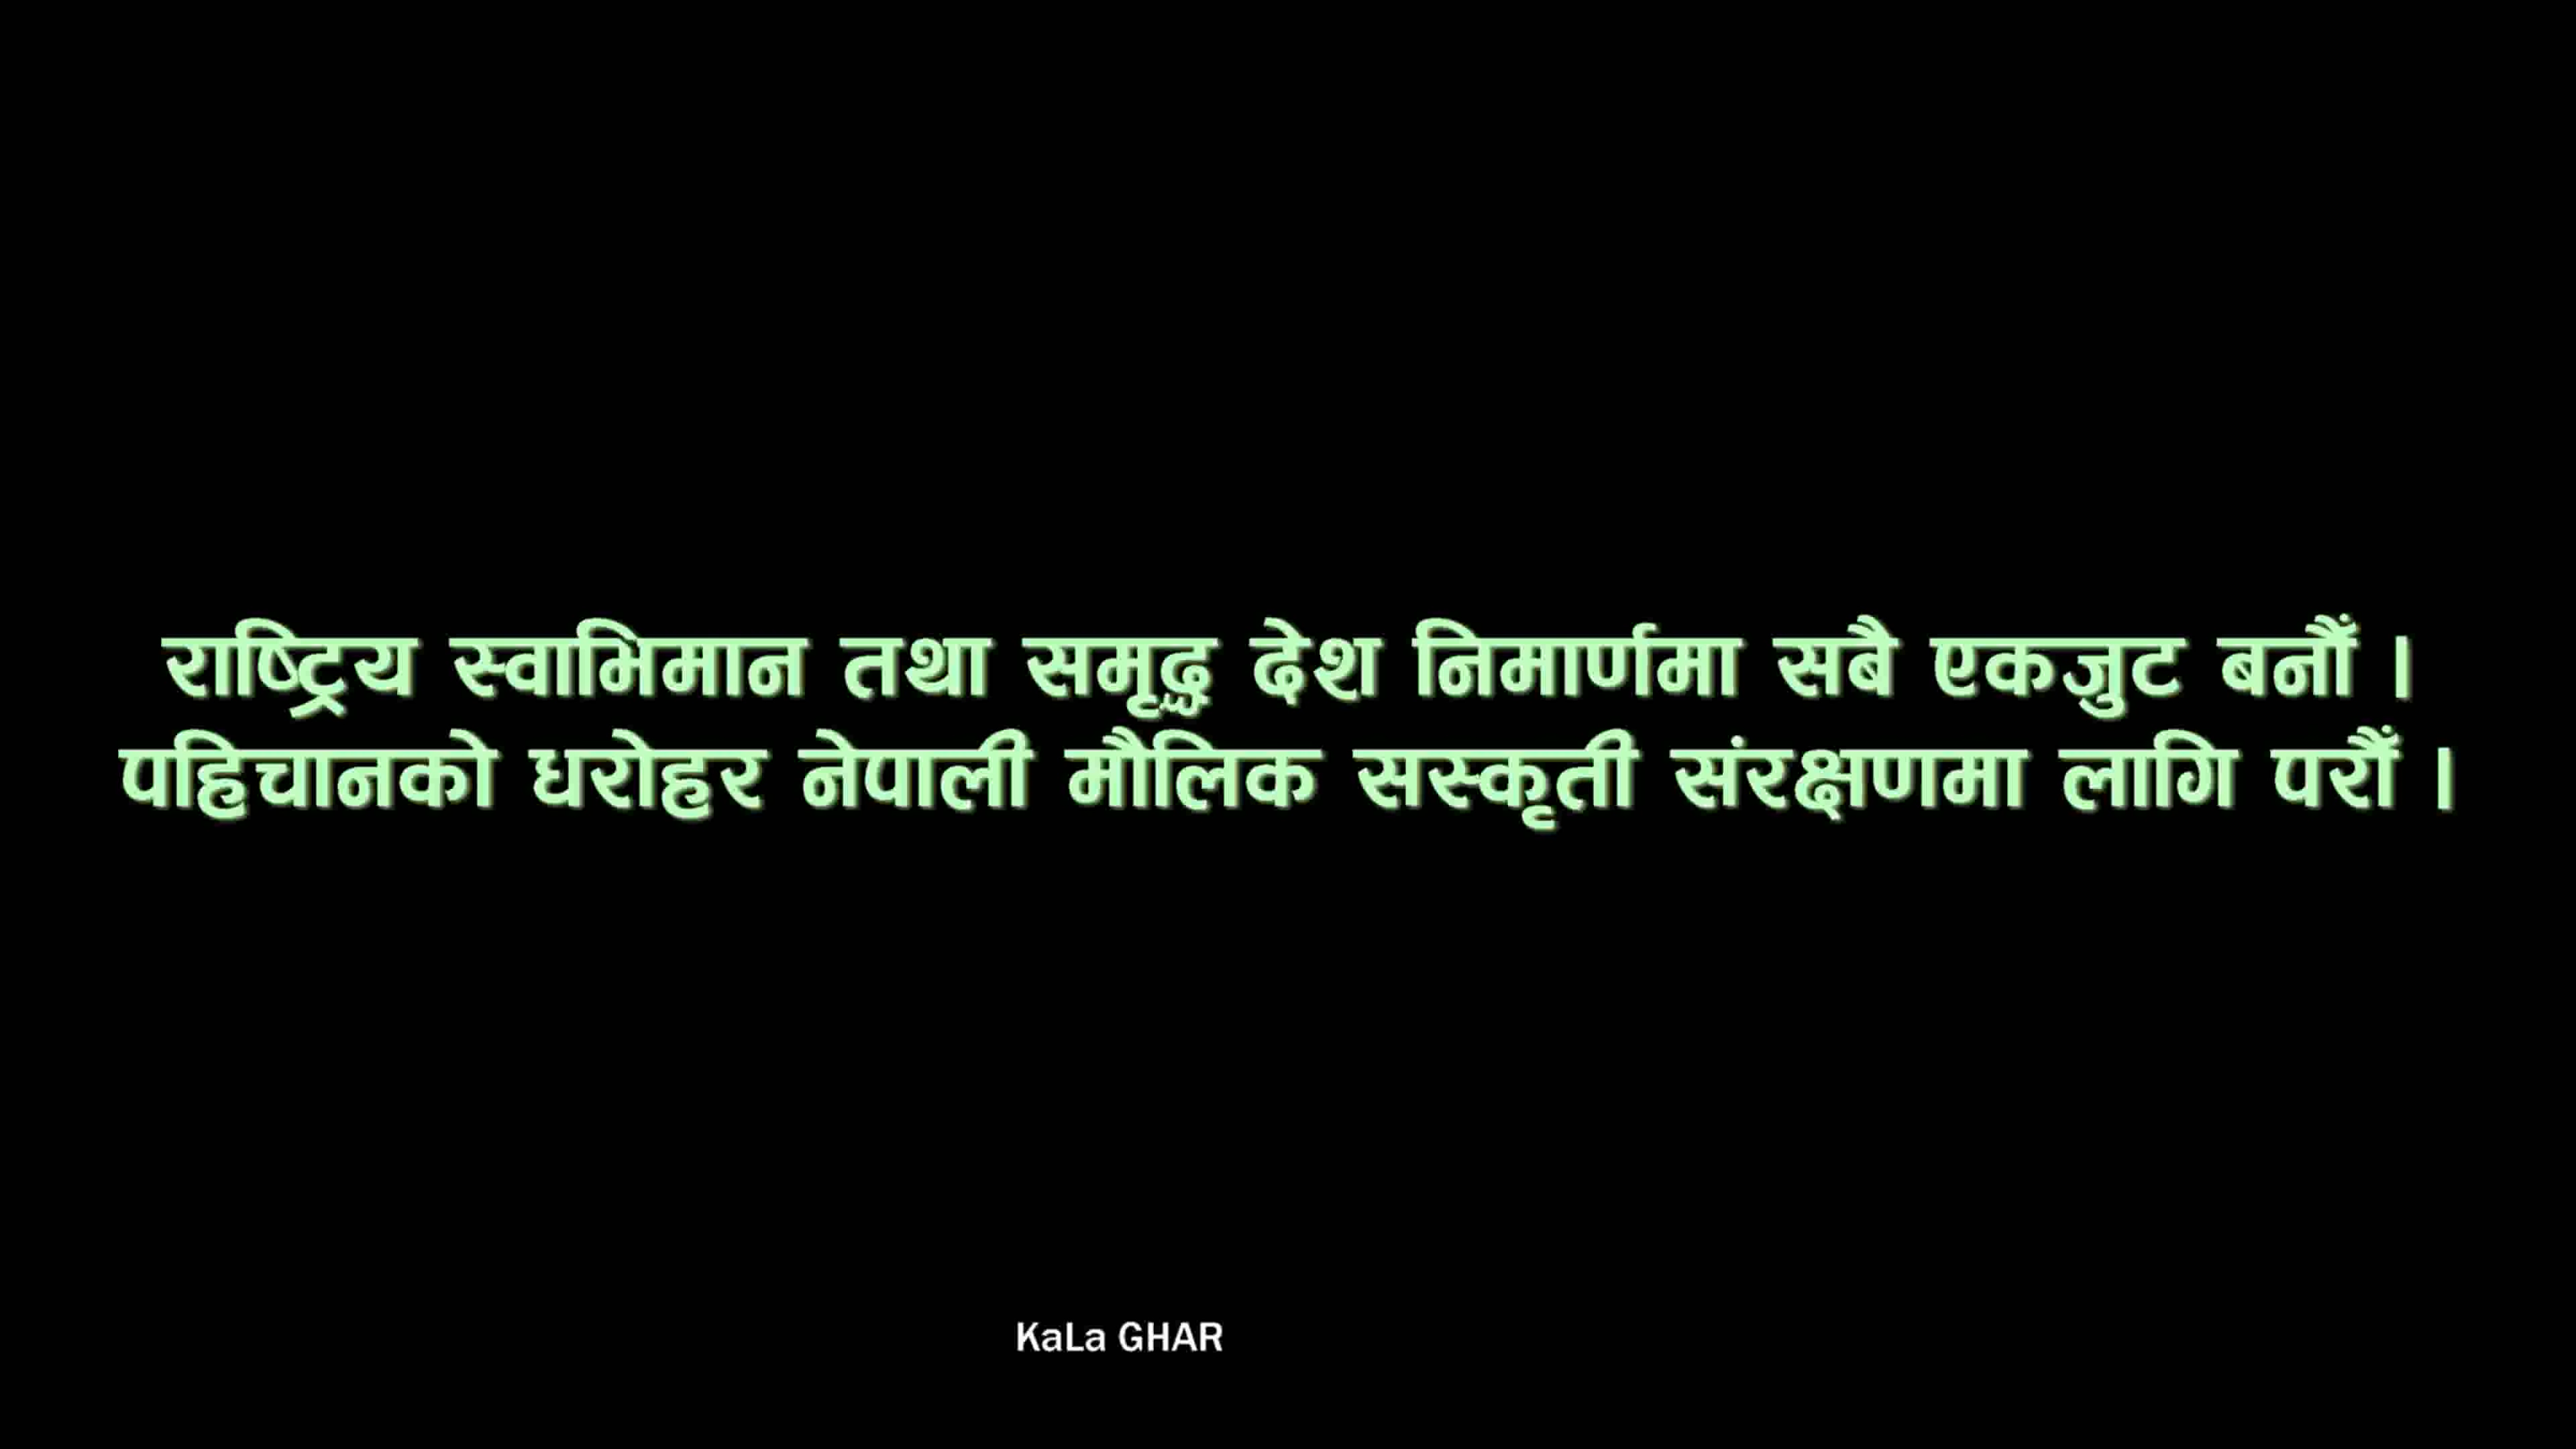 राष्ट्रिय स्वाभिमान तथा समृद्ध देश निमार्णमा सबै एकजुट बनौं ।
पहिचानको धरोहर नेपाली मौलिक सस्कृती संरक्षणमा लागि परौं ।
KaLa GHAR